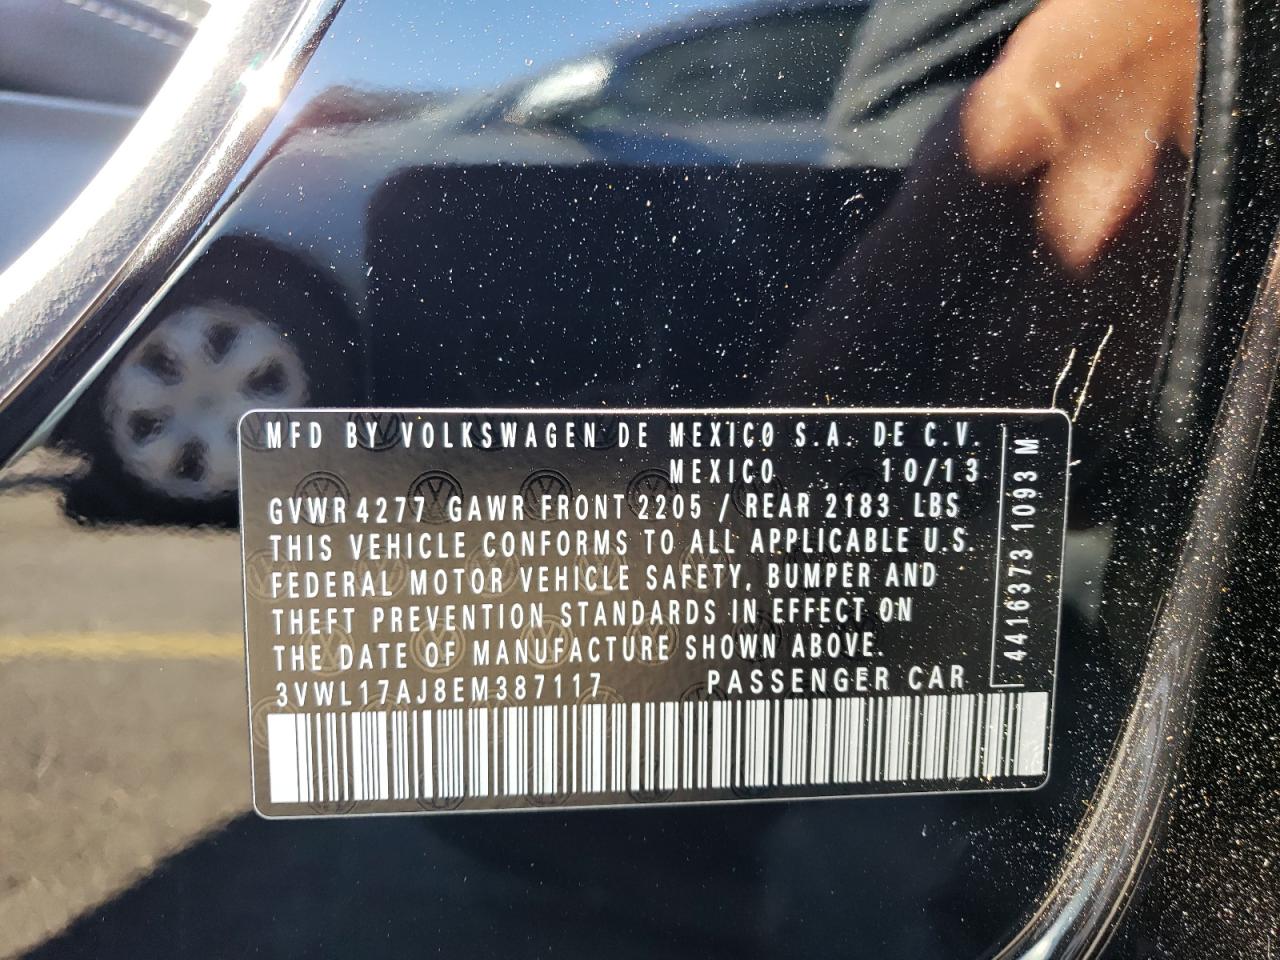 MFD BY VOLKSWAGEN DE MEXICO S.A. DE C.V.
MEXICO 10/13
GVWR 4277 GAWR FRONT 2205 / REAR 2183 LBS
THIS VEHICLE CONFORMS TO ALL APPLICABLE U.S.
FEDERAL MOTOR VEHICLE SAFETY, BUMPER AND
THEFT PREVENTION STANDARDS IN EFFECT ON
THE DATE OF MANUFACTURE SHOWN ABOVE.
3VWL17AJ8EM387117 PASSENGER CAR
4416373 1093 M